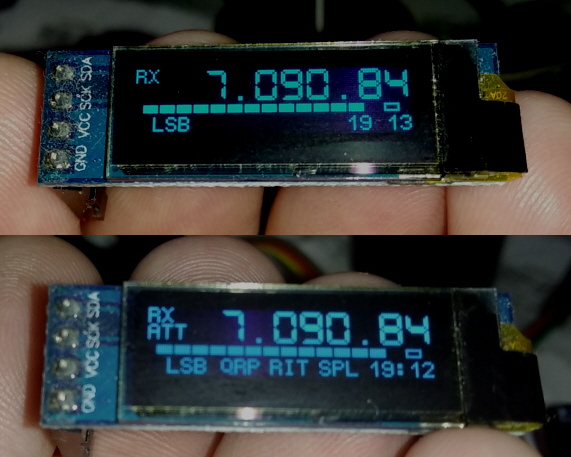 SDA
SCK
VCC
GND
RX 7.090.84
LSB 19 13
SDA
SCK
VCC
GND
RX
ATT 7.090.84
LSB QRP RIT SPL 19:12